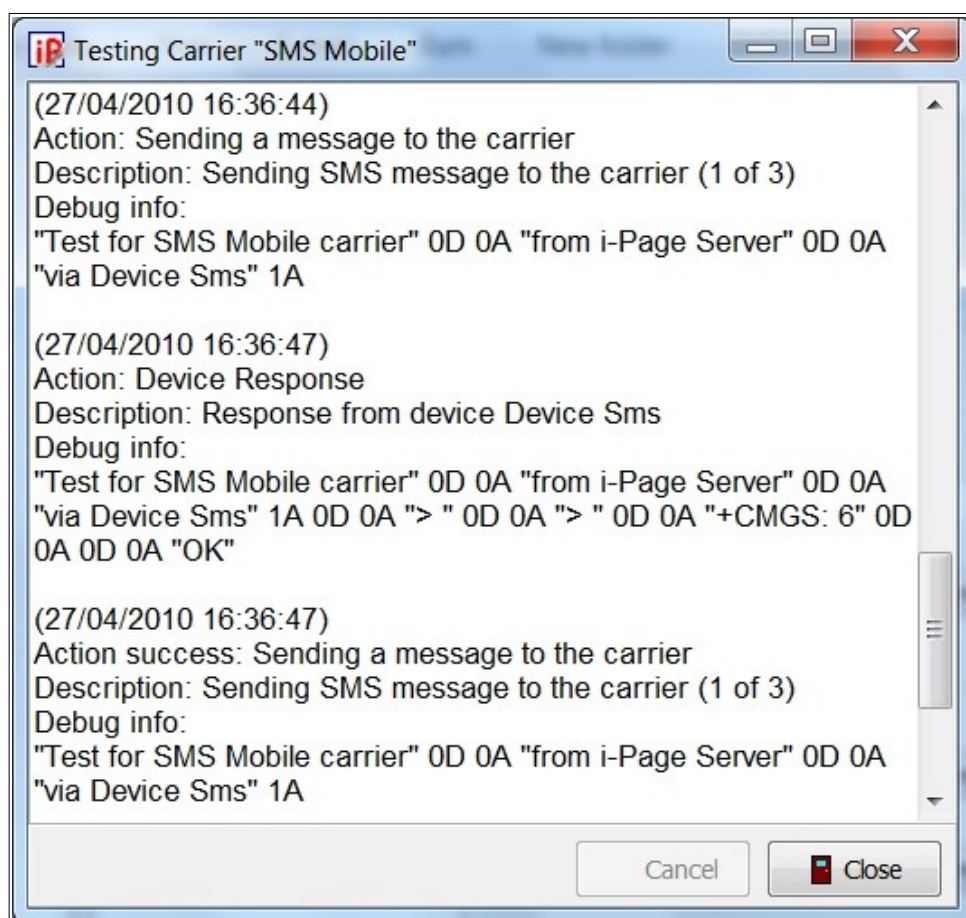 iP Testing Carrier "SMS Mobile"
New folder
(27/04/2010 16:36:44)
Action: Sending a message to the carrier
Description: Sending SMS message to the carrier (1 of 3)
Debug info:
"Test for SMS Mobile carrier" 0D 0A "from i-Page Server" 0D 0A
"via Device Sms" 1A
(27/04/2010 16:36:47)
Action: Device Response
Description: Response from device Device Sms
Debug info:
"Test for SMS Mobile carrier" 0D 0A "from i-Page Server" 0D 0A
"via Device Sms" 1A 0D 0A "> " 0D 0A "> " 0D 0A "+CMGS: 6" 0D
0A 0D 0A "OK"
(27/04/2010 16:36:47)
Action success: Sending a message to the carrier
Description: Sending SMS message to the carrier (1 of 3)
Debug info:
"Test for SMS Mobile carrier" 0D 0A "from i-Page Server" 0D 0A
"via Device Sms" 1A
Cancel
Close